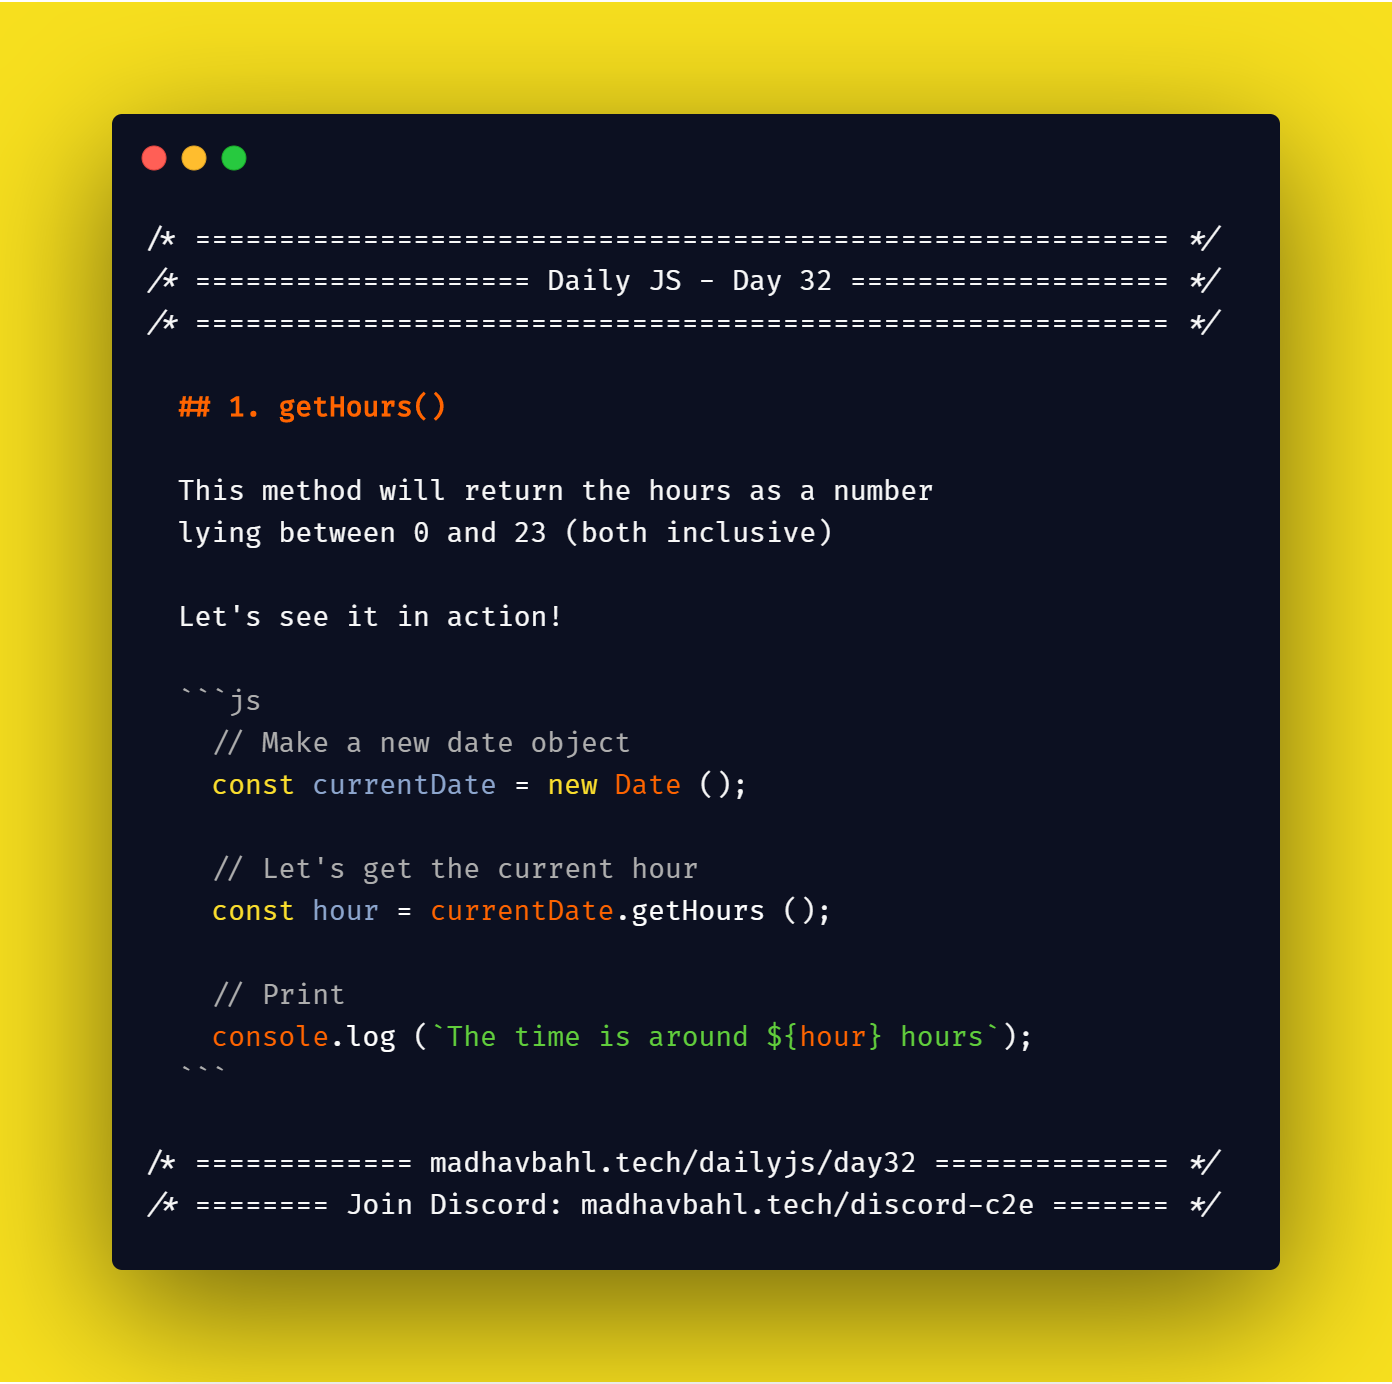 /* ========================================================== */
/* ==================== Daily JS - Day 32 =================== */
/* ========================================================== */
## 1. getHours()
This method will return the hours as a number
lying between 0 and 23 (both inclusive)
Let's see it in action!
```js
// Make a new date object
const currentDate = new Date ();
// Let's get the current hour
const hour = currentDate.getHours ();
// Print
console.log (`The time is around ${hour} hours`);
```
/* ============= madhavbahl.tech/dailyjs/day32 ============== */
/* ======== Join Discord: madhavbahl.tech/discord-c2e ======= */